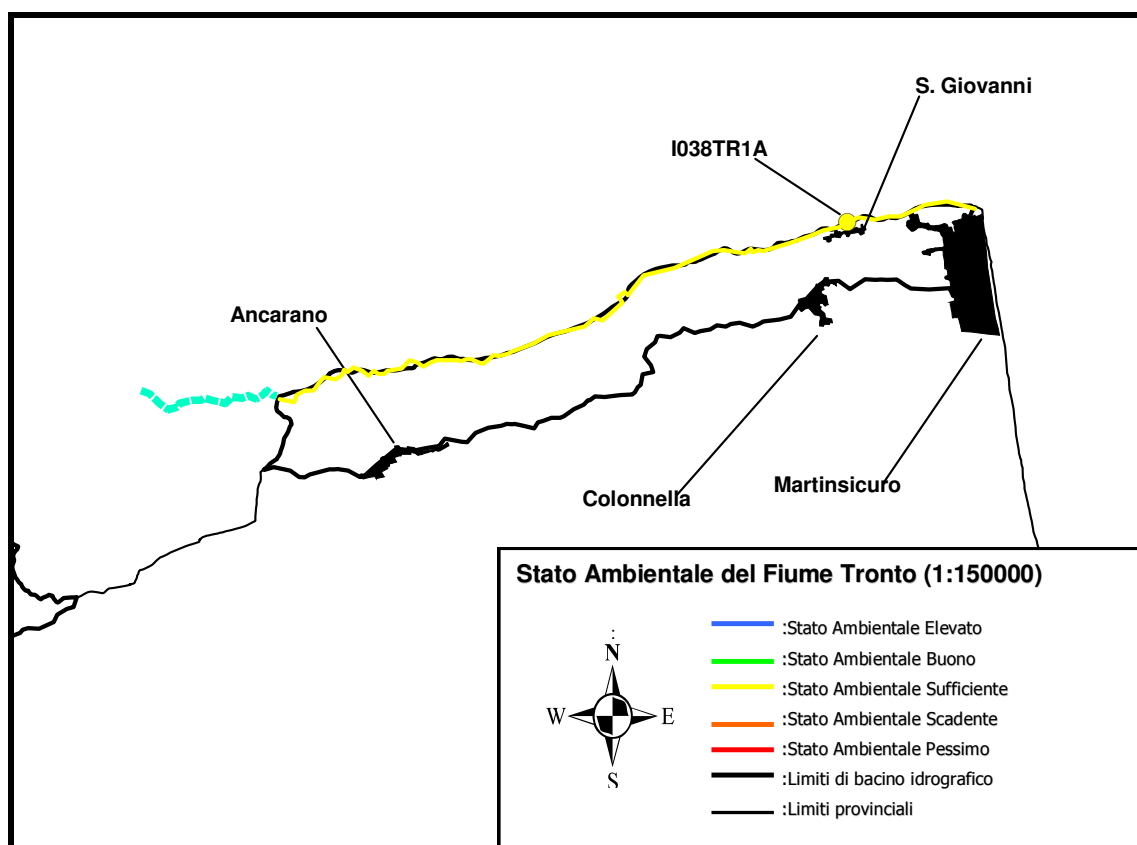 S. Giovanni
I038TR1A
Ancarano
Colonnella
Martinsicuro
Stato Ambientale del Fiume Tronto (1:150000)
:
N
W
E
S
:Stato Ambientale Elevato
:Stato Ambientale Buono
:Stato Ambientale Sufficiente
:Stato Ambientale Scadente
:Stato Ambientale Pessimo
:Limiti di bacino idrografico
:Limiti provinciali